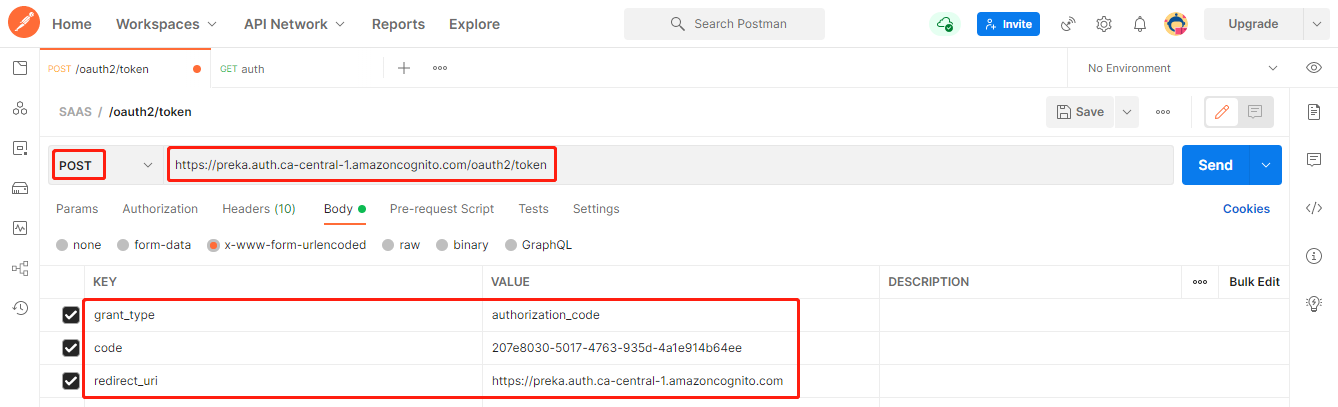 Home Workspaces API Network Reports Explore Search Postman Invite Upgrade
POST /oauth2/token GET auth No Environment
SAAS / /oauth2/token Save
POST https://preka.auth.ca-central-1.amazoncognito.com/oauth2/token Send
Params Authorization Headers (10) Body Pre-request Script Tests Settings Cookies
none form-data x-www-form-urlencoded raw binary GraphQL
KEY VALUE DESCRIPTION Bulk Edit
grant_type authorization_code
code 207e8030-5017-4763-935d-4a1e914b64ee
redirect_uri https://preka.auth.ca-central-1.amazoncognito.com